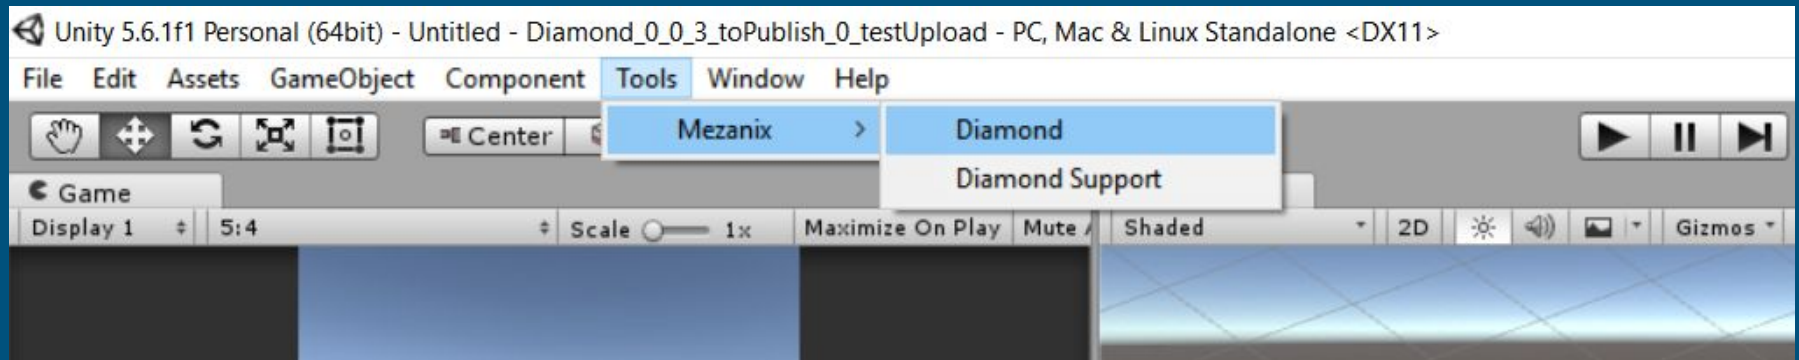 Unity 5.6.1f1 Personal (64bit) - Untitled - Diamond_0_0_3_toPublish_0_testUpload - PC, Mac & Linux Standalone <DX11>
File Edit Assets GameObject Component Tools Window Help
Center Mezanix > Diamond
Diamond Support
Game
Display 1 5:4 Scale 1x Maximize On Play Mute Shaded 2D Gizmos